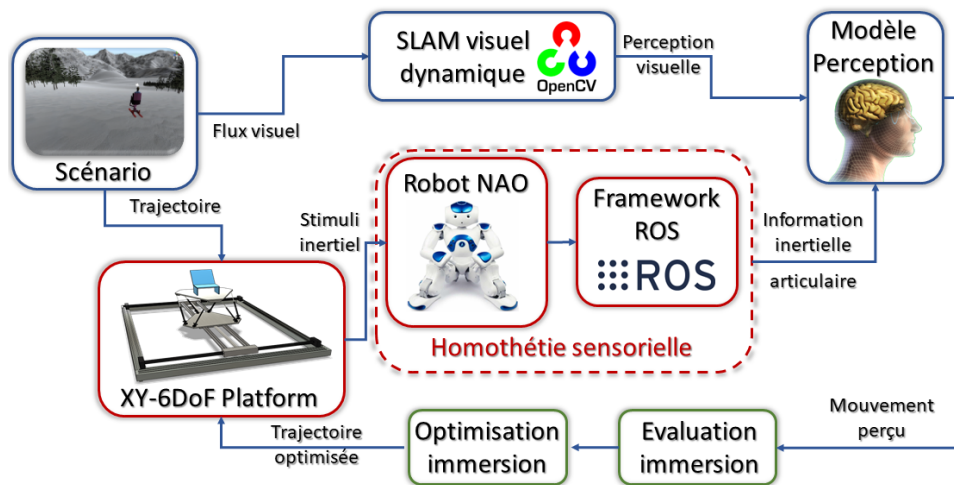 SLAM visuel
dynamique
OpenCV
Perception
visuelle
Modèle
Perception
Flux visuel
Scénario
Trajectoire
Stimuli
inertiel
Robot NAO
Framework
ROS
ROS
Information
inertielle
articulaire
Homothétie sensorielle
XY-6DoF Platform
Trajectoire
optimisée
Optimisation
immersion
Evaluation
immersion
Mouvement
perçu